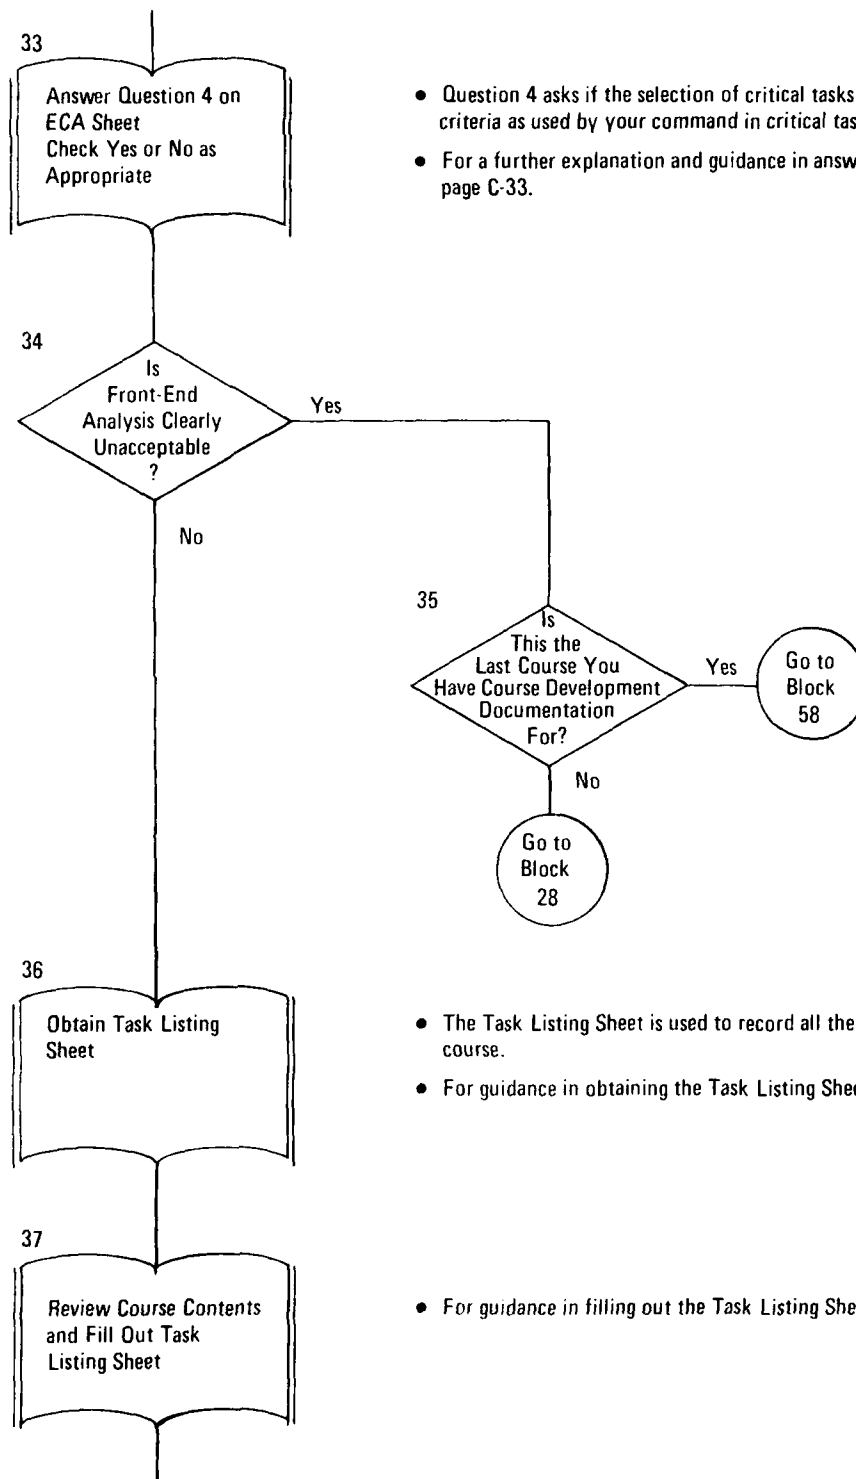 33
Answer Question 4 on
ECA Sheet
Check Yes or No as
Appropriate
• Question 4 asks if the selection of critical tasks
criteria as used by your command in critical tas
• For a further explanation and guidance in answ
page C-33.
34
Is
Front-End
Analysis Clearly
Unacceptable
?
Yes
No
35
Is
This the
Last Course You
Have Course Development
Documentation
For?
Yes
Go to
Block
58
No
Go to
Block
28
36
Obtain Task Listing
Sheet
• The Task Listing Sheet is used to record all the
course.
• For guidance in obtaining the Task Listing Shee
37
Review Course Contents
and Fill Out Task
Listing Sheet
• For guidance in filling out the Task Listing Shee